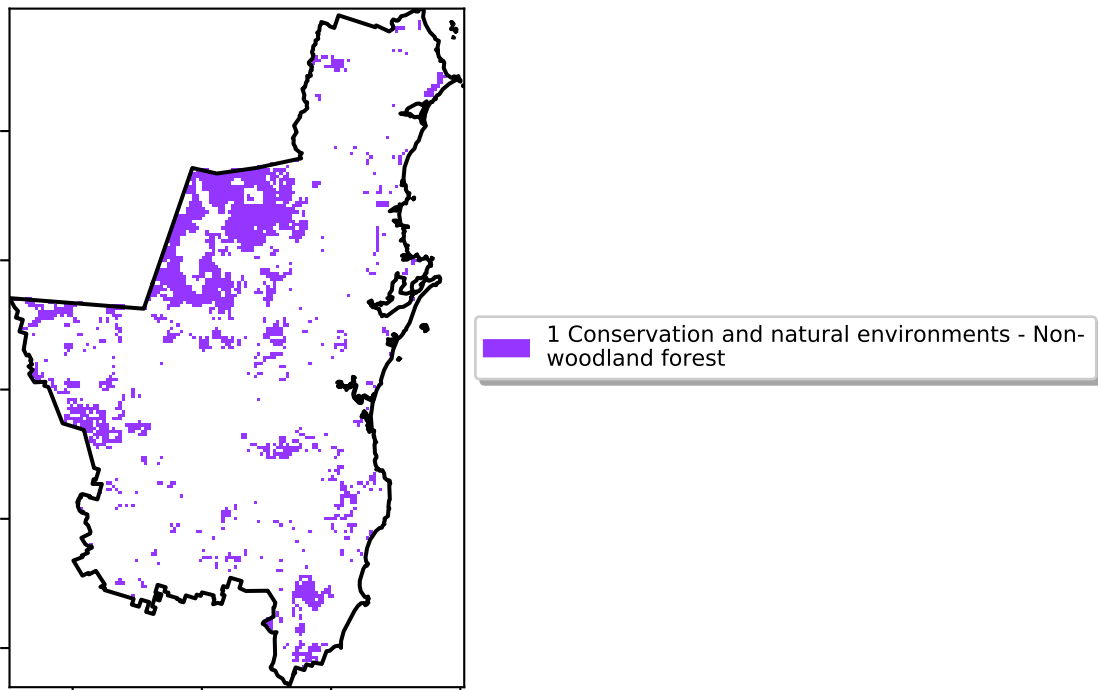 1 Conservation and natural environments - Non-
woodland forest